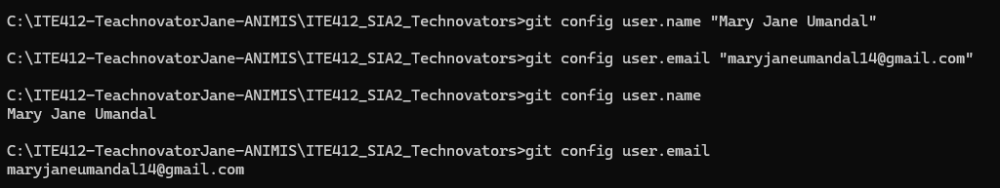 C:\ITE412-TeachnovatorJane-ANIMIS\ITE412_SIA2_Technovators>git config user.name "Mary Jane Umandal"
C:\ITE412-TeachnovatorJane-ANIMIS\ITE412_SIA2_Technovators>git config user.email "maryjaneumandal14@gmail.com"
C:\ITE412-TeachnovatorJane-ANIMIS\ITE412_SIA2_Technovators>git config user.name
Mary Jane Umandal
C:\ITE412-TeachnovatorJane-ANIMIS\ITE412_SIA2_Technovators>git config user.email
maryjaneumandal14@gmail.com